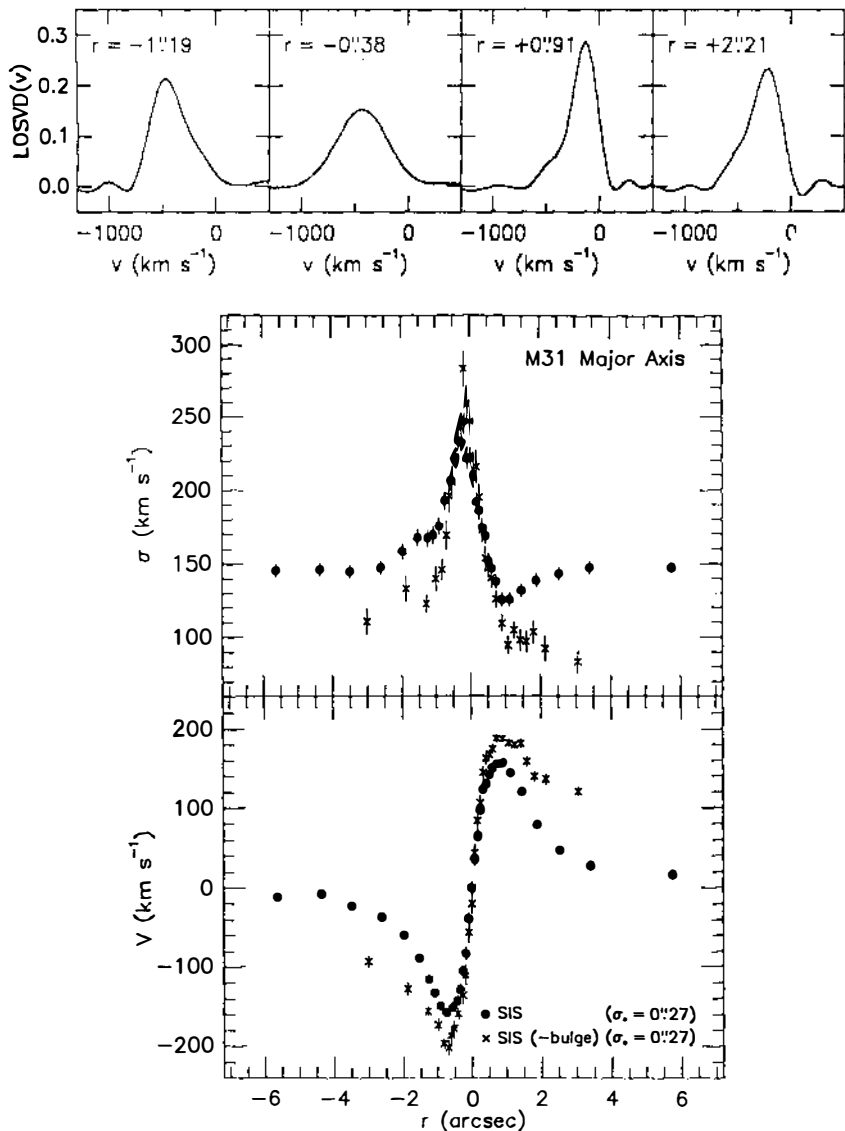 r = −1″.19 r = −0″.38 r = +0″.91 r = +2″.21
0.3
0.2
0.1
0.0
LOSVD(v)
−1000 0 −1000 0 −1000 0 −1000 0
v (km s⁻¹) v (km s⁻¹) v (km s⁻¹) v (km s⁻¹)
M31 Major Axis
300
250
200
150
100
σ (km s⁻¹)
200
100
0
−100
−200
V (km s⁻¹)
● SIS (σ* = 0″.27)
× SIS (−bulge) (σ* = 0″.27)
−6 −4 −2 0 2 4 6
r (arcsec)